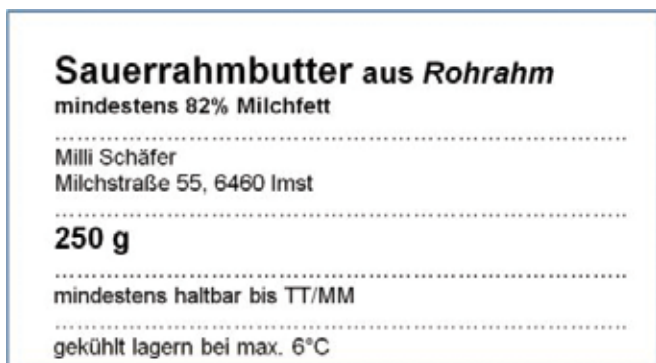 Sauerrahmbutter aus Rohrahm
mindestens 82% Milchfett
Milli Schäfer
Milchstraße 55, 6460 Imst
250 g
mindestens haltbar bis TT/MM
gekühlt lagern bei max. 6°C